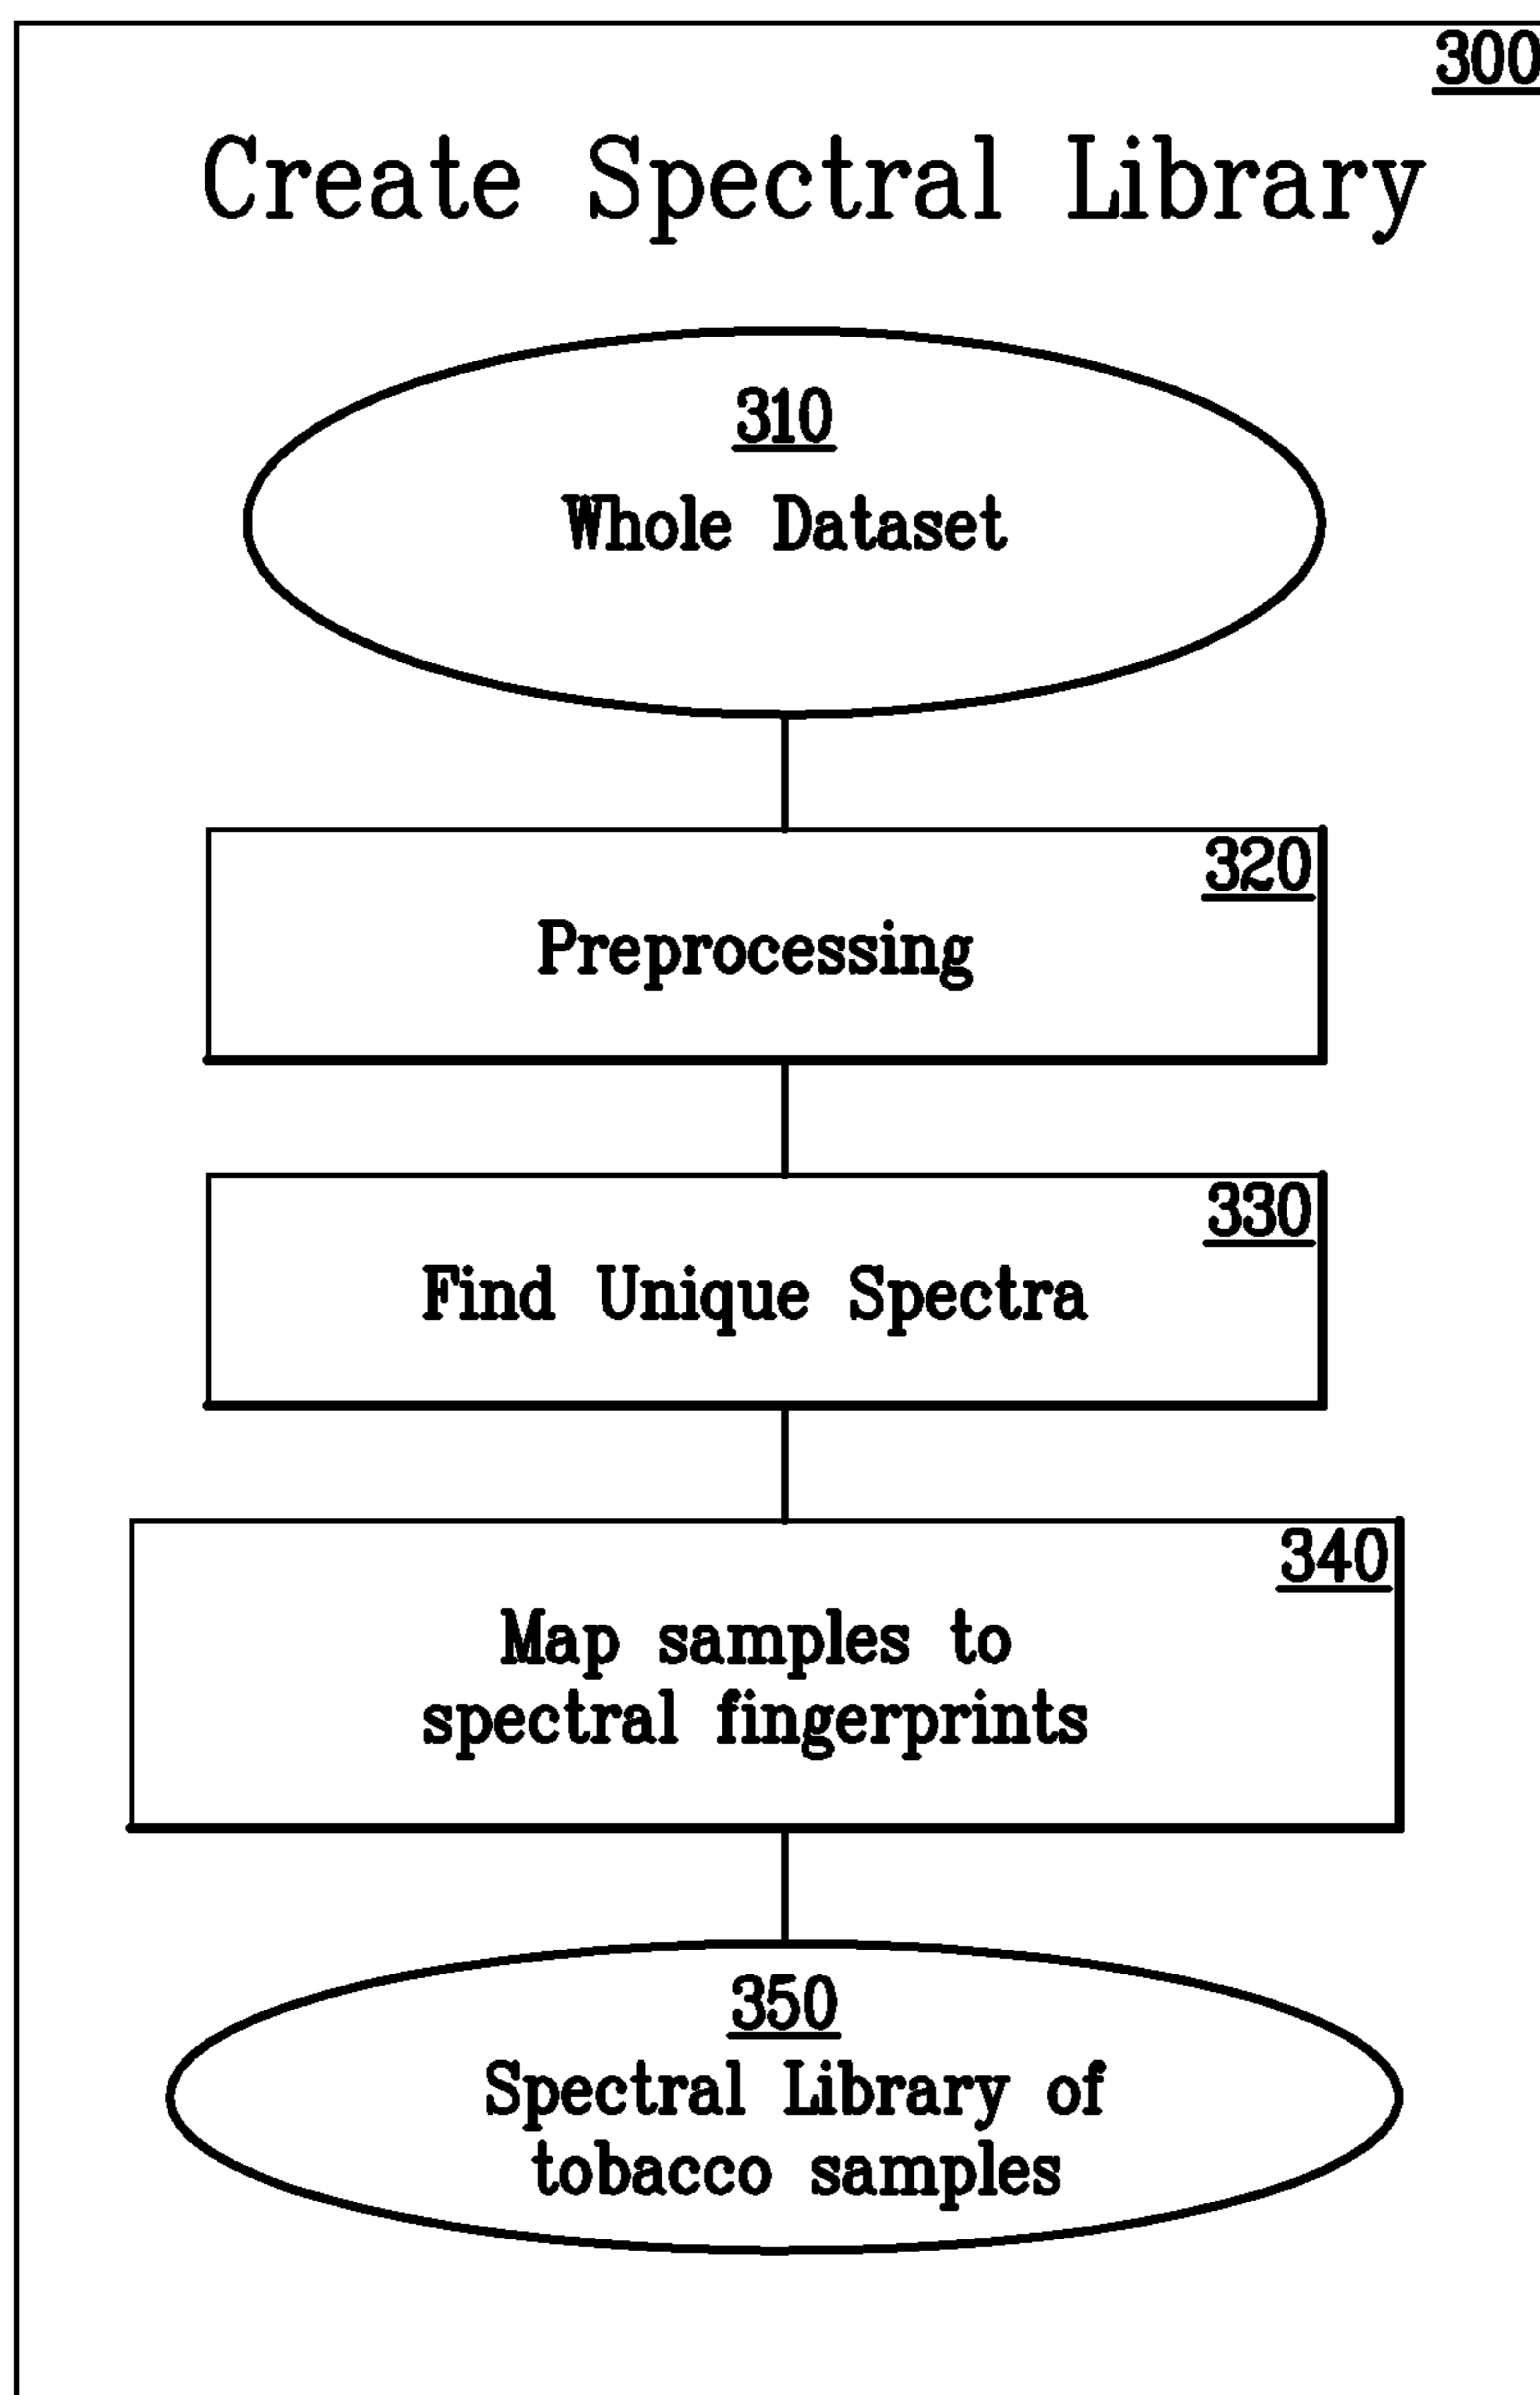 300
Create Spectral Library
310
Whole Dataset
320
Preprocessing
330
Find Unique Spectra
340
Map samples to
spectral fingerprints
350
Spectral Library of
tobacco samples